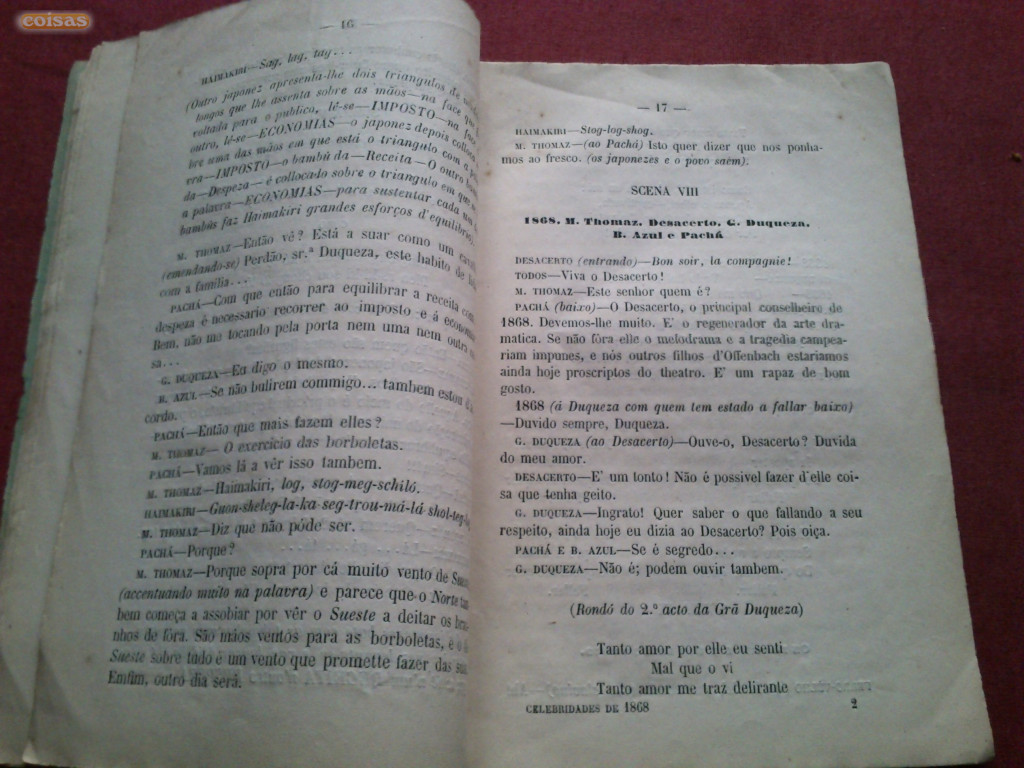 coisas
— 16 —
HAIMAKIRI—Sag, lag, tag...
(Outro japonez apresenta-lhe dois triangulos de
longos que lhe assenta sobre as mãos—na face que
voltada para o publico, lê-se—IMPOSTO—na face
outro, lê-se—ECONOMIAS—o japonez depois colloca
bre uma das mãos em que está o triangulo com a
vra—IMPOSTO—o bambú da—Receita—O outro
da—Despeza—é collocado sobre o triangulo em que
a palavra—ECONOMIAS—para sustentar cada um
bambús faz Haimakiri grandes esforços d'equilibrio).
M. THOMAZ—Então vê? Está a suar como um
(emendando-se) Perdão, sr.ª Duqueza, este habito de
com a familia...
PACHÁ—Com que então para equilibrar a receita com
despeza é necessario recorrer ao imposto e á economia
Bem, não me tocando pela porta nem uma nem outra
sa...
G. DUQUEZA—Eu digo o mesmo.
B. AZUL—Se não bulirem commigo... tambem estou
cordo.
PACHÁ—Então que mais fazem elles?
M. THOMAZ—O exercicio das borboletas.
PACHÁ—Vamos lá a vêr isso tambem.
M. THOMAZ—Haimakiri, log, stog-meg-schiló.
HAIMAKIRI—Guon-sheleg-la-ka seg-trou-má-lá shol-teg-
M. THOMAZ—Diz que não póde ser.
PACHÁ—Porque?
M. THOMAZ—Porque sopra por cá muito vento de
(accentuando muito na palavra) e parece que o Norte
bem começa a assobiar por vêr o Sueste a deitar os
nhos de fóra. São máos ventos para as borboletas, e o
Sueste sobre tudo é um vento que promette fazer das
Emfim, outro dia será.
— 17 —
HAIMAKIRI—Stog-log-shog.
M. THOMAZ—(ao Pachá) Isto quer dizer que nos ponha-
mos ao fresco. (os japonezes e o povo saem).
SCENA VIII
1868. M. Thomaz, Desacerto, G. Duqueza,
B. Azul e Pachá
DESACERTO (entrando)—Bon soir, la compagnie!
TODOS—Viva o Desacerto!
M. THOMAZ—Este senhor quem é?
PACHÁ (baixo)—O Desacerto, o principal conselheiro de
1868. Devemos-lhe muito. E' o regenerador da arte dra-
matica. Se não fôra elle o melodrama e a tragedia campea-
riam impunes, e nós outros filhos d'Offenbach estariamos
ainda hoje proscriptos do theatro. E' um rapaz de bom
gosto.
1868 (á Duqueza com quem tem estado a fallar baixo)
—Duvido sempre, Duqueza.
G. DUQUEZA (ao Desacerto)—Ouve-o, Desacerto? Duvida
do meu amor.
DESACERTO—E' um tonto! Não é possivel fazer d'elle coi-
sa que tenha geito.
G. DUQUEZA—Ingrato! Quer saber o que fallando a seu
respeito, ainda hoje eu dizia ao Desacerto? Pois oiça.
PACHÁ E B. AZUL—Se é segredo...
G. DUQUEZA—Não é; podem ouvir tambem.
(Rondó do 2.º acto da Grã Duqueza)
Tanto amor por elle eu senti
Mal que o vi
Tanto amor me traz delirante
CELEBRIDADES DE 1868 2